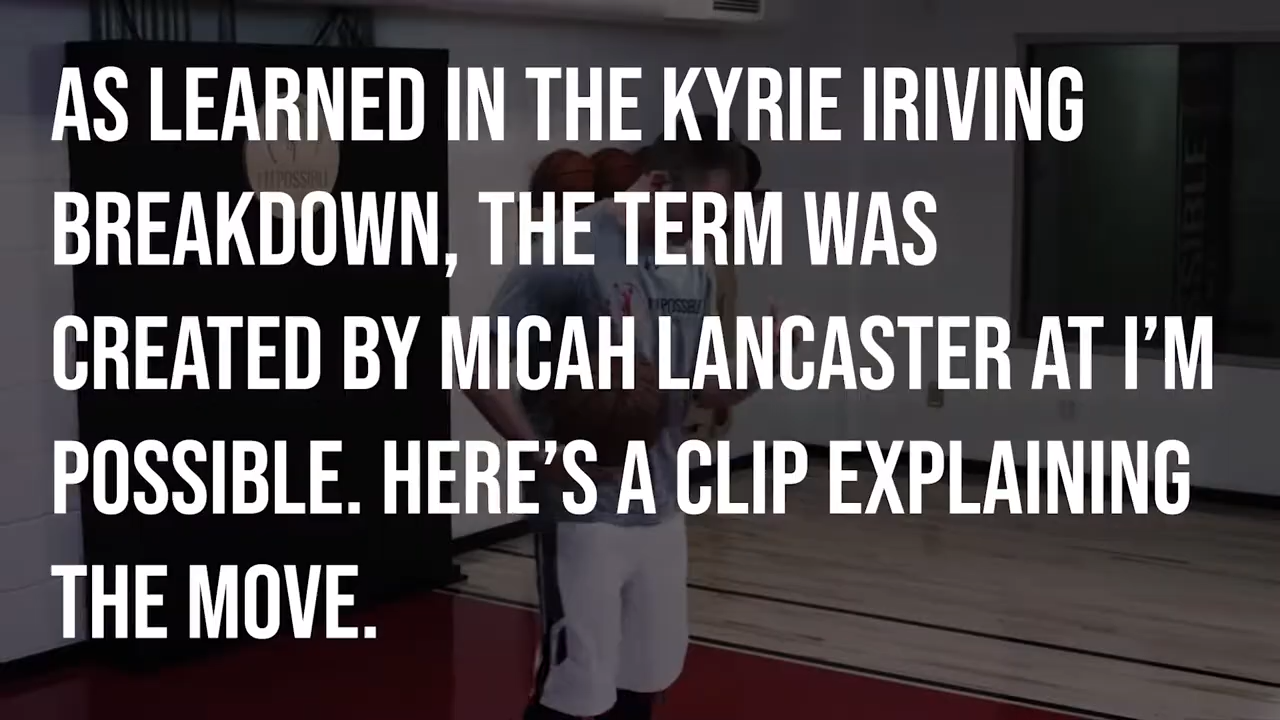 AS LEARNED IN THE KYRIE IRIVING
BREAKDOWN, THE TERM WAS
CREATED BY MICAH LANCASTER AT I’M
POSSIBLE. HERE’S A CLIP EXPLAINING
THE MOVE.